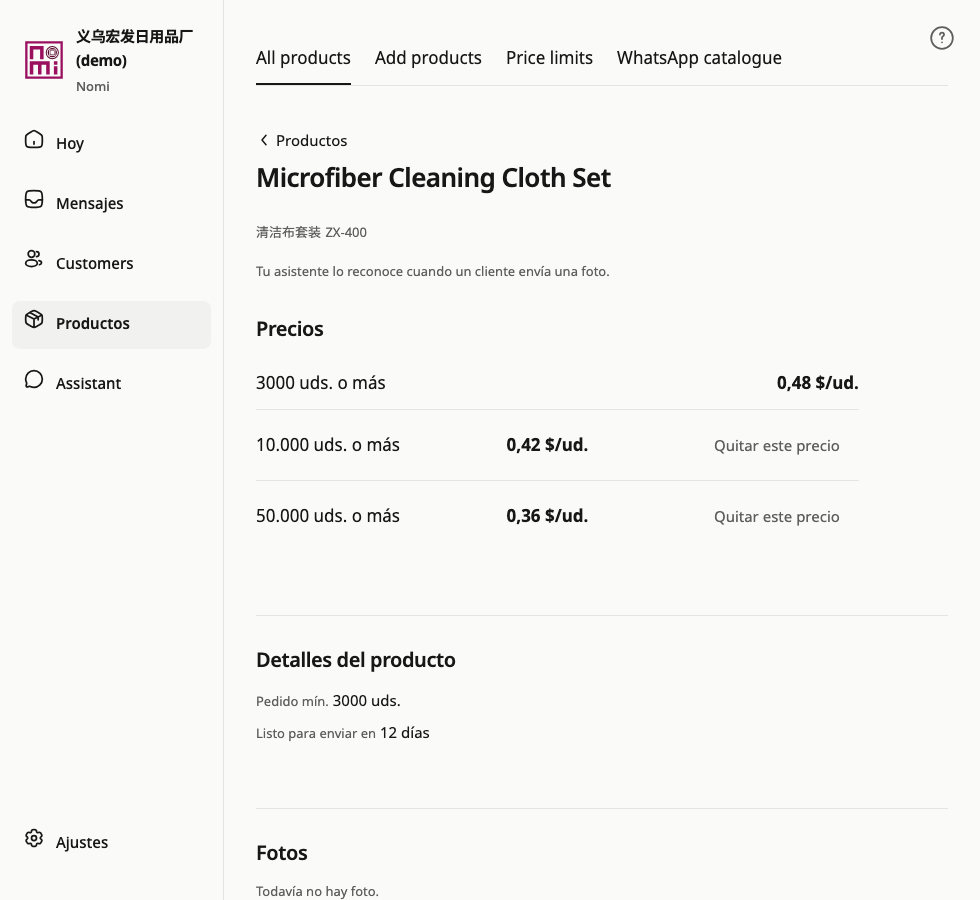 义乌宏发日用品厂
(demo)
Nomi
Hoy
Mensajes
Customers
Productos
Assistant
Ajustes
All products
Add products
Price limits
WhatsApp catalogue
?
Productos
Microfiber Cleaning Cloth Set
清洁布套装 ZX-400
Tu asistente lo reconoce cuando un cliente envía una foto.
Precios
3000 uds. o más 0,48 $/ud.
10.000 uds. o más 0,42 $/ud. Quitar este precio
50.000 uds. o más 0,36 $/ud. Quitar este precio
Detalles del producto
Pedido mín. 3000 uds.
Listo para enviar en 12 días
Fotos
Todavía no hay foto.